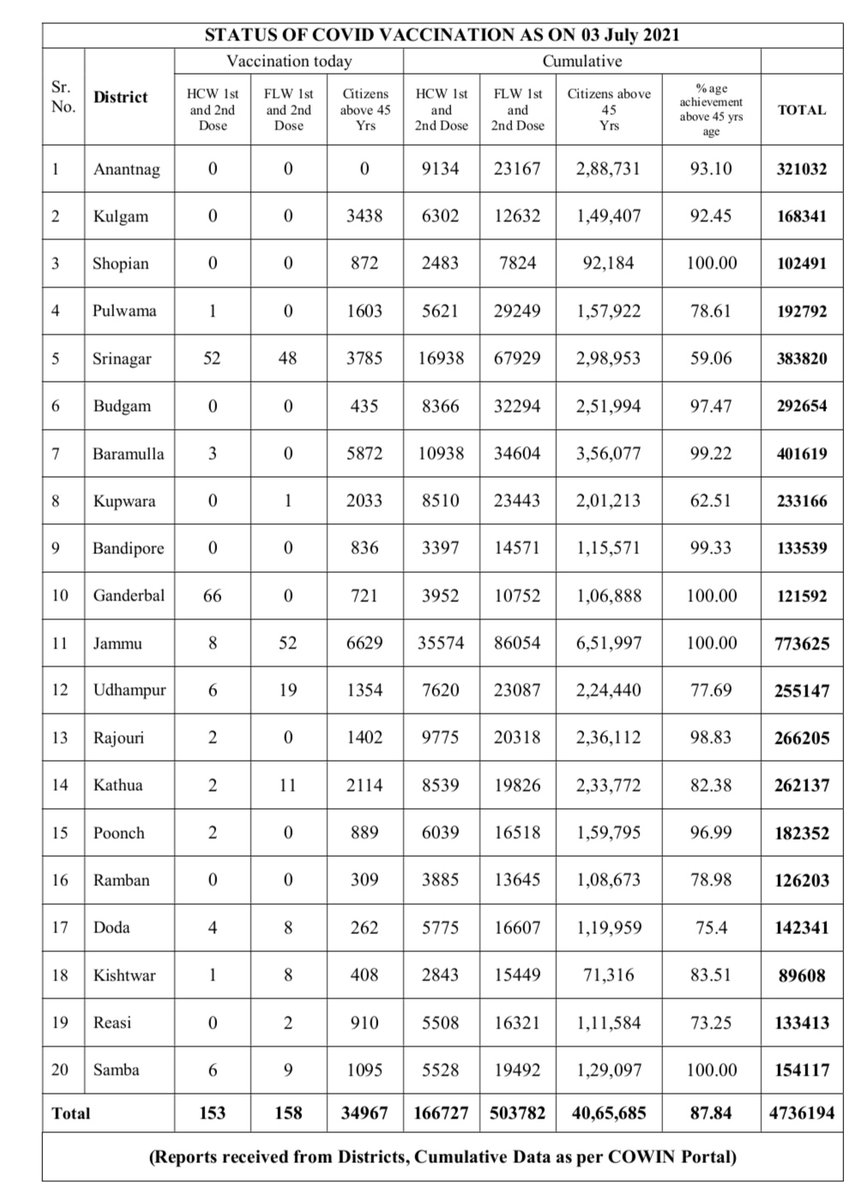 STATUS OF COVID VACCINATION AS ON 03 July 2021
Sr. No. District Vaccination today Cumulative
HCW 1st and 2nd Dose FLW 1st and 2nd Dose Citizens above 45 Yrs HCW 1st and 2nd Dose FLW 1st and 2nd Dose Citizens above 45 Yrs % age achievement above 45 yrs age TOTAL
1 Anantnag 0 0 0 9134 23167 2,88,731 93.10 321032
2 Kulgam 0 0 3438 6302 12632 1,49,407 92.45 168341
3 Shopian 0 0 872 2483 7824 92,184 100.00 102491
4 Pulwama 1 0 1603 5621 29249 1,57,922 78.61 192792
5 Srinagar 52 48 3785 16938 67929 2,98,953 59.06 383820
6 Budgam 0 0 435 8366 32294 2,51,994 97.47 292654
7 Baramulla 3 0 5872 10938 34604 3,56,077 99.22 401619
8 Kupwara 0 1 2033 8510 23443 2,01,213 62.51 233166
9 Bandipore 0 0 836 3397 14571 1,15,571 99.33 133539
10 Ganderbal 66 0 721 3952 10752 1,06,888 100.00 121592
11 Jammu 8 52 6629 35574 86054 6,51,997 100.00 773625
12 Udhampur 6 19 1354 7620 23087 2,24,440 77.69 255147
13 Rajouri 2 0 1402 9775 20318 2,36,112 98.83 266205
14 Kathua 2 11 2114 8539 19826 2,33,772 82.38 262137
15 Poonch 2 0 889 6039 16518 1,59,795 96.99 182352
16 Ramban 0 0 309 3885 13645 1,08,673 78.98 126203
17 Doda 4 8 262 5775 16607 1,19,959 75.4 142341
18 Kishtwar 1 8 408 2843 15449 71,316 83.51 89608
19 Reasi 0 2 910 5508 16321 1,11,584 73.25 133413
20 Samba 6 9 1095 5528 19492 1,29,097 100.00 154117
Total 153 158 34967 166727 503782 40,65,685 87.84 4736194
(Reports received from Districts, Cumulative Data as per COWIN Portal)